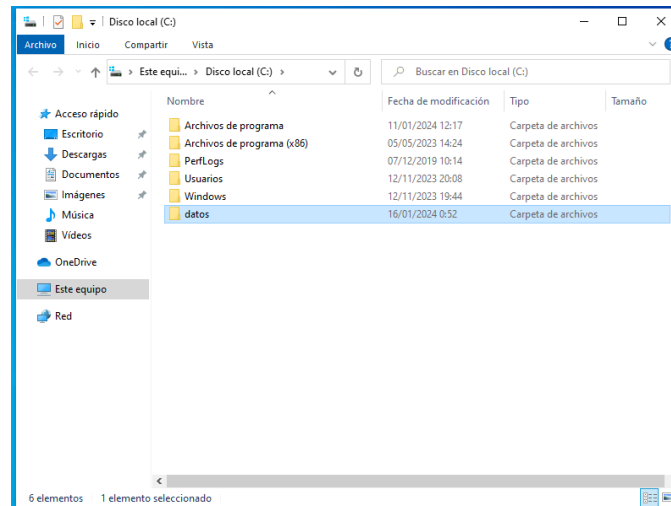 Disco local (C:)
Archivo Inicio Compartir Vista
Este equi... > Disco local (C:) > Buscar en Disco local (C:)
Nombre Fecha de modificación Tipo Tamaño
Acceso rápido
Escritorio
Descargas
Documentos
Imágenes
Música
Vídeos
OneDrive
Este equipo
Red
Archivos de programa 11/01/2024 12:17 Carpeta de archivos
Archivos de programa (x86) 05/05/2023 14:24 Carpeta de archivos
PerfLogs 07/12/2019 10:14 Carpeta de archivos
Usuarios 12/11/2023 20:08 Carpeta de archivos
Windows 12/11/2023 19:44 Carpeta de archivos
datos 16/01/2024 0:52 Carpeta de archivos
6 elementos 1 elemento seleccionado